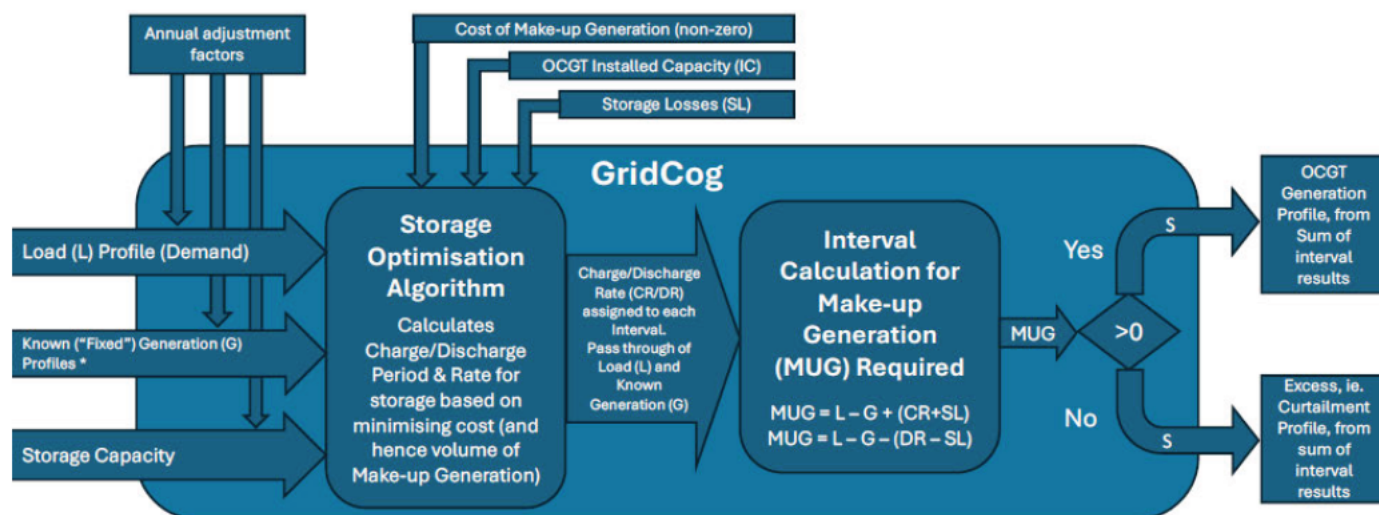 Annual adjustment
factors
Cost of Make-up Generation (non-zero)
OCGT Installed Capacity (IC)
Storage Losses (SL)
GridCog
Load (L) Profile (Demand)
Known (“Fixed”) Generation (G)
Profiles *
Storage Capacity
Storage
Optimisation
Algorithm
Calculates
Charge/Discharge
Period & Rate for
storage based on
minimising cost (and
hence volume of
Make-up Generation)
Charge/Discharge
Rate (CR/DR)
assigned to each
Interval.
Pass through of
Load (L) and
Known
Generation (G)
Interval
Calculation for
Make-up
Generation
(MUG) Required
MUG = L – G + (CR+SL)
MUG = L – G – (DR – SL)
MUG
>0
Yes
S
No
S
OCGT
Generation
Profile, from
Sum of
interval
results
Excess, ie.
Curtailment
Profile, from
sum of
interval
results